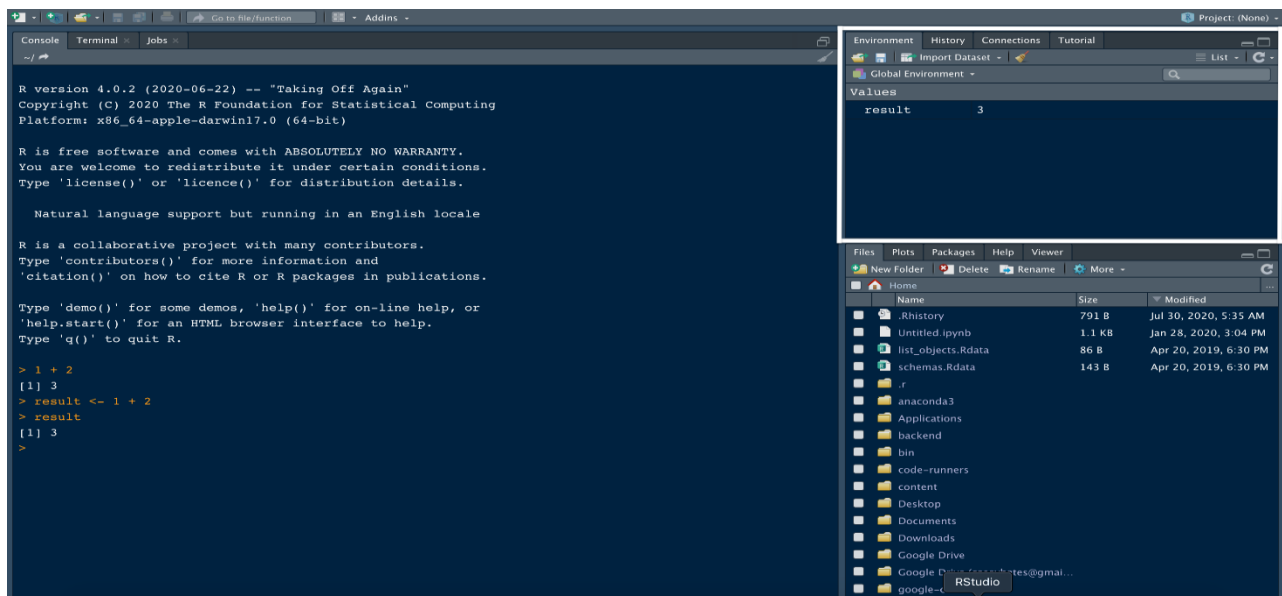 Go to file/function
Addins
Project: (None)
Console Terminal Jobs
~/
R version 4.0.2 (2020-06-22) -- "Taking Off Again"
Copyright (C) 2020 The R Foundation for Statistical Computing
Platform: x86_64-apple-darwin17.0 (64-bit)
R is free software and comes with ABSOLUTELY NO WARRANTY.
You are welcome to redistribute it under certain conditions.
Type 'license()' or 'licence()' for distribution details.
Natural language support but running in an English locale
R is a collaborative project with many contributors.
Type 'contributors()' for more information and
'citation()' on how to cite R or R packages in publications.
Type 'demo()' for some demos, 'help()' for on-line help, or
'help.start()' for an HTML browser interface to help.
Type 'q()' to quit R.
> 1 + 2
[1] 3
> result <- 1 + 2
> result
[1] 3
>
Environment History Connections Tutorial
Import Dataset List
Global Environment
Values
result 3
Files Plots Packages Help Viewer
New Folder Delete Rename More
Home ...
Name Size Modified
.Rhistory 791 B Jul 30, 2020, 5:35 AM
Untitled.ipynb 1.1 KB Jan 28, 2020, 3:04 PM
list_objects.Rdata 86 B Apr 20, 2019, 6:30 PM
schemas.Rdata 143 B Apr 20, 2019, 6:30 PM
.r
anaconda3
Applications
backend
bin
code-runners
content
Desktop
Documents
Downloads
Google Drive
Google
RStudio